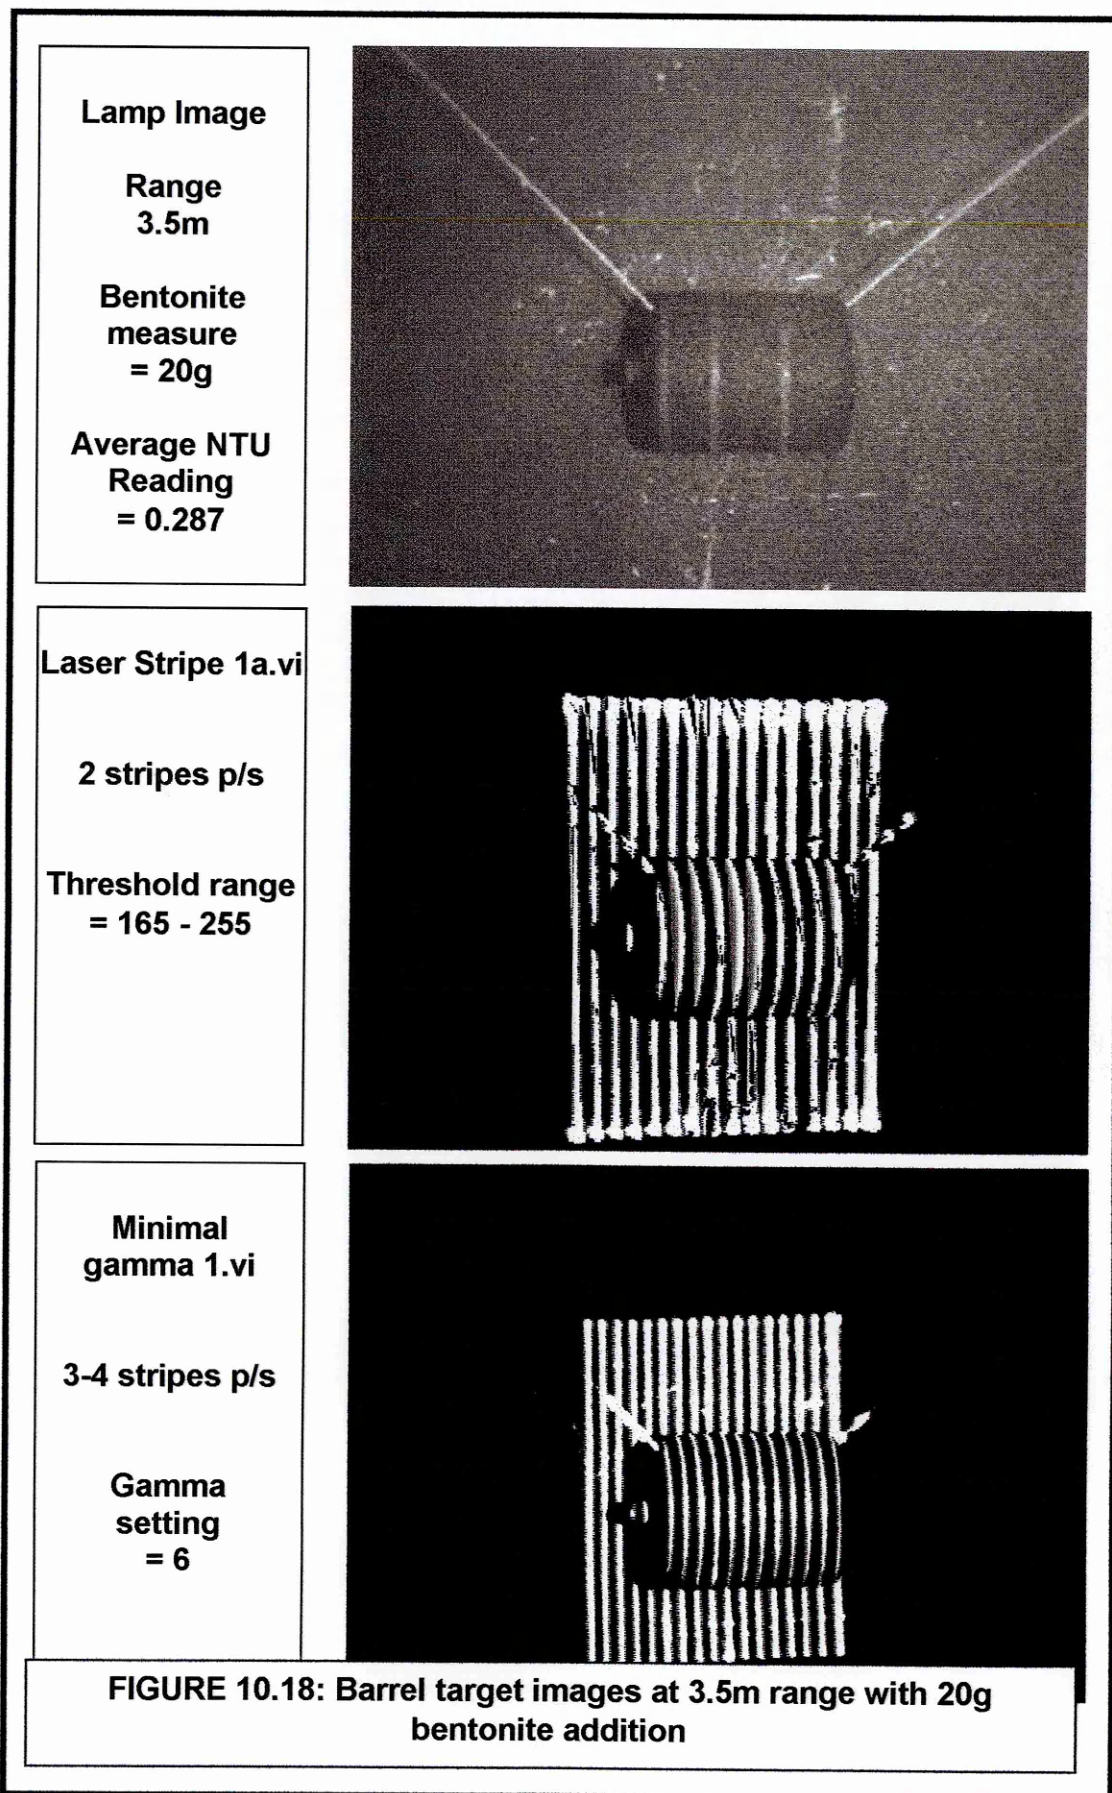 Lamp Image
Range
3.5m
Bentonite
measure
= 20g
Average NTU
Reading
= 0.287
Laser Stripe 1a.vi
2 stripes p/s
Threshold range
= 165 - 255
Minimal
gamma 1.vi
3-4 stripes p/s
Gamma
setting
= 6
FIGURE 10.18: Barrel target images at 3.5m range with 20g
bentonite addition